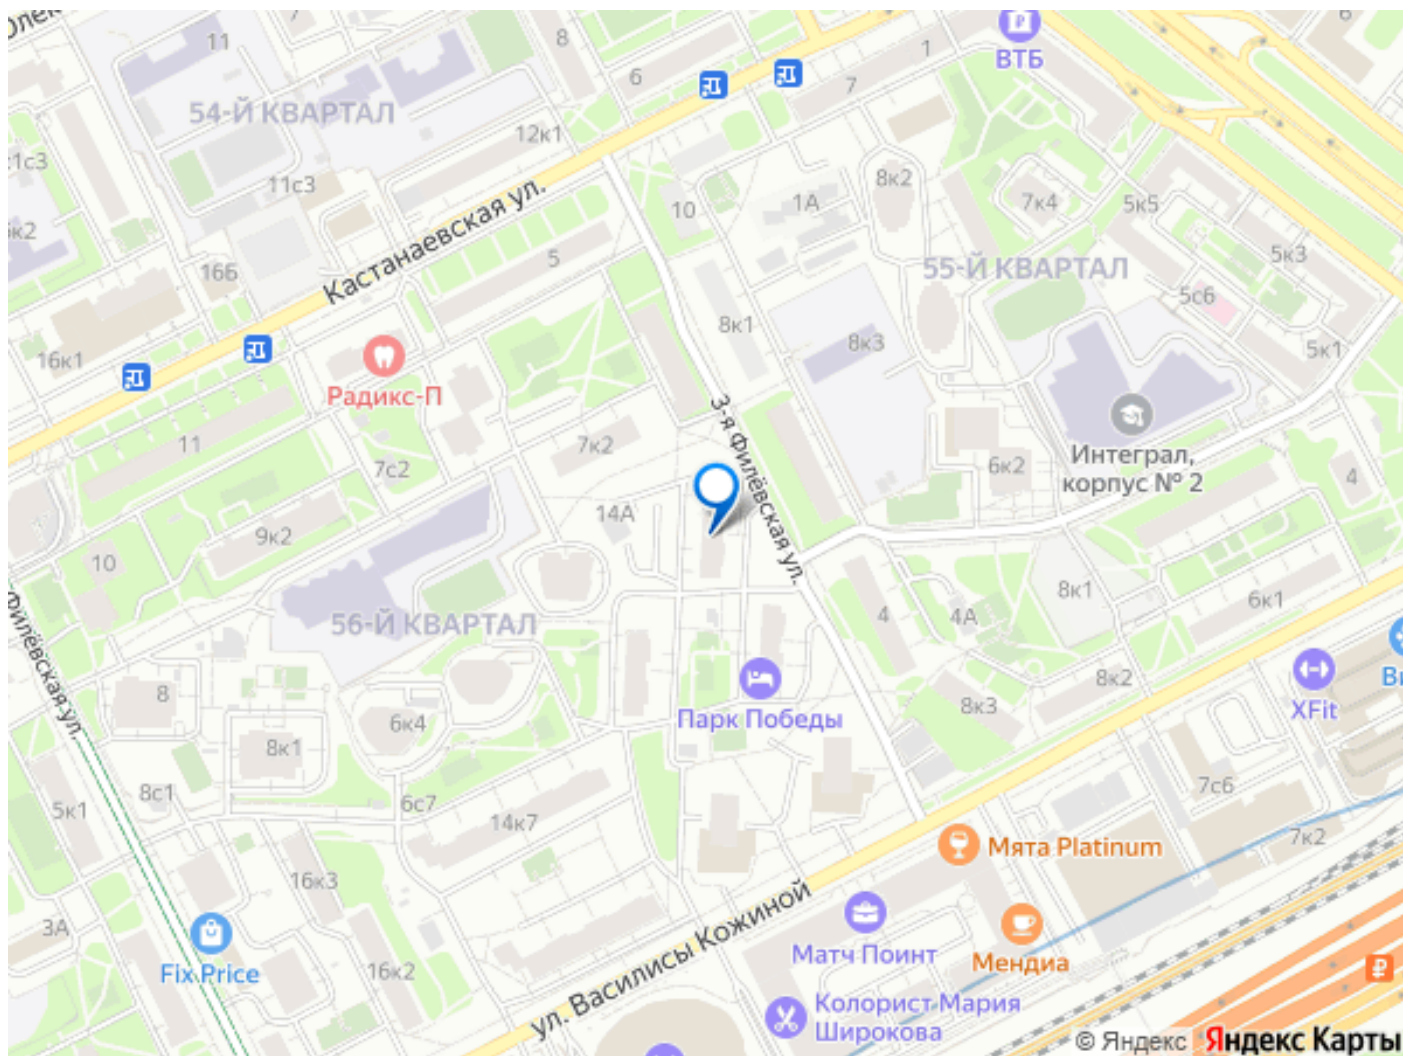 11
7
8
6
1
ВТБ
7
54-Й КВАРТАЛ
12к1
11с3
8к2
7к4
5к5
10
1А
5к3
16Б
Кастанаевская ул.
5
55-Й КВАРТАЛ
5с6
8к1
8к3
5к1
16к1
Радикс-П
3-я Филёвская ул.
11
7с2
7к2
6к2
Интеграл,
корпус № 2
4
14А
9к2
10
8к1
6к1
56-Й КВАРТАЛ
4
4А
8
6к4
8к1
Парк Победы
8к3
8к2
XFit
8с1
5к1
6с7
14к7
7с6
7к2
Мята Platinum
16к3
3А
Fix Price
16к2
ул. Василисы Кожиной
Матч Поинт
Мендиа
Колорист Мария
Широкова
© Яндекс Яндекс Карты